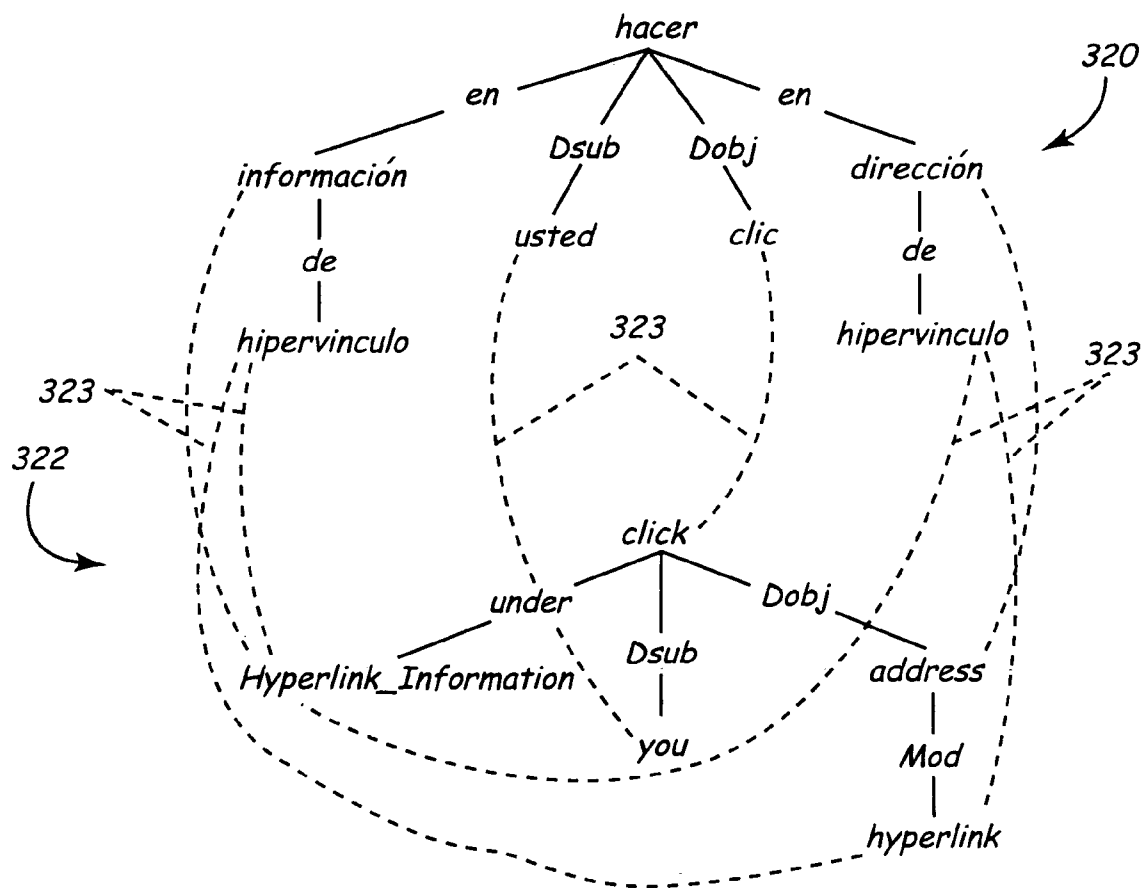 hacer
320
en
en
Dsub
Dobj
información
dirección
usted
clic
de
de
323
hipervinculo
hipervinculo
323
323
322
click
under
Dobj
Dsub
Hyperlink_Information
address
you
Mod
hyperlink